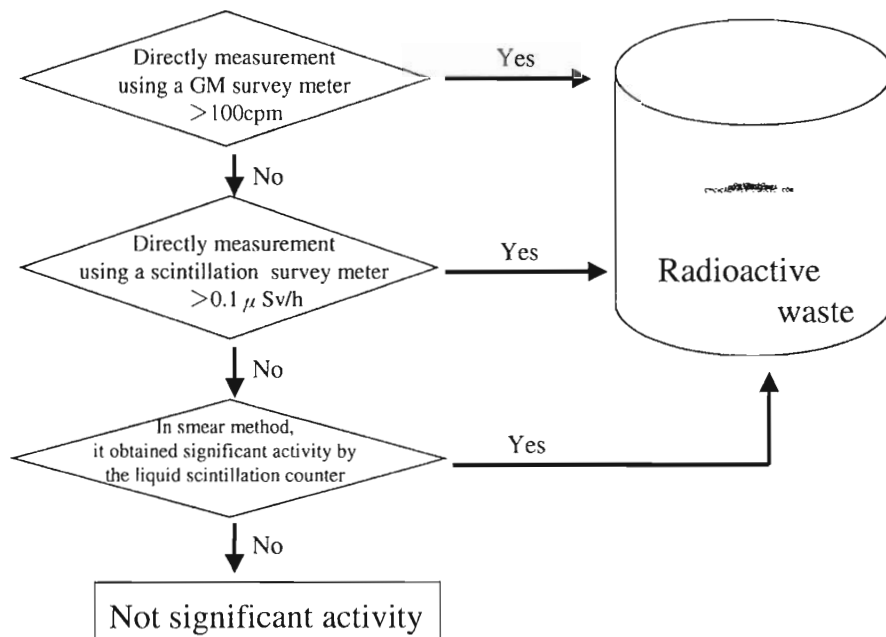 Directly measurement
using a GM survey meter
>100cpm
Yes
No
Directly measurement
using a scintillation survey meter
>0.1 μ Sv/h
Yes
Radioactive
waste
No
In smear method,
it obtained significant activity by
the liquid scintillation counter
Yes
No
Not significant activity